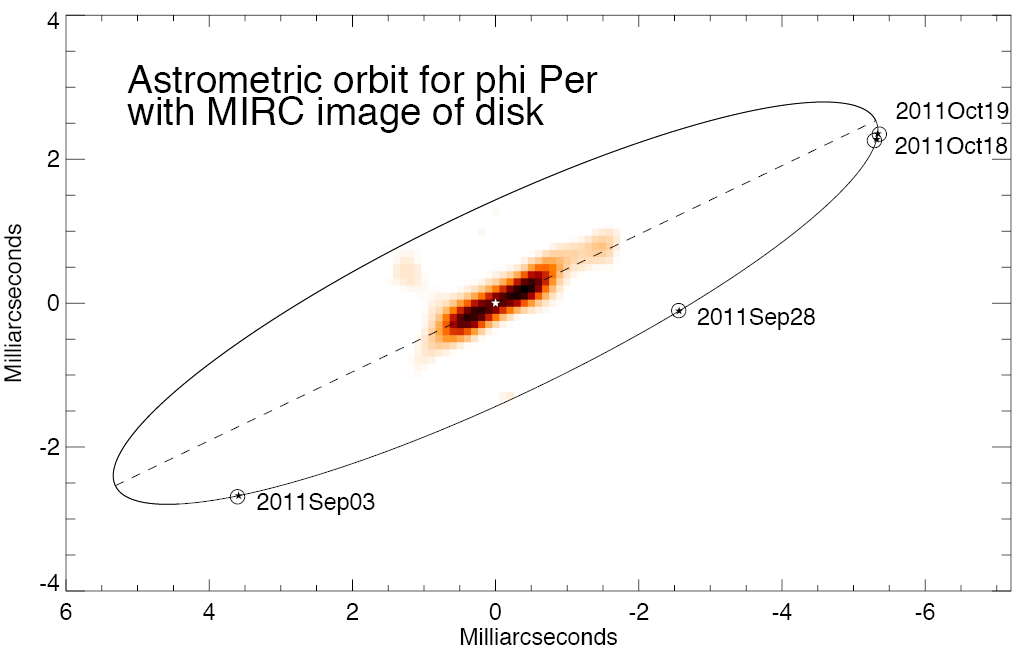 4
Astrometric orbit for phi Per
with MIRC image of disk
2011Oct19
2011Oct18
2
Milliarcseconds
0
2011Sep28
-2
2011Sep03
-4
6 4 2 0 -2 -4 -6
Milliarcseconds